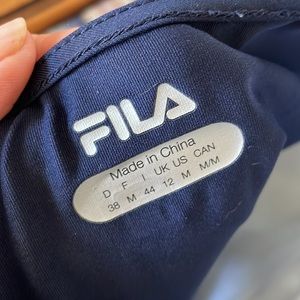 FILA
Made in China
D F I UK US CAN
38 M 44 12 M M/M